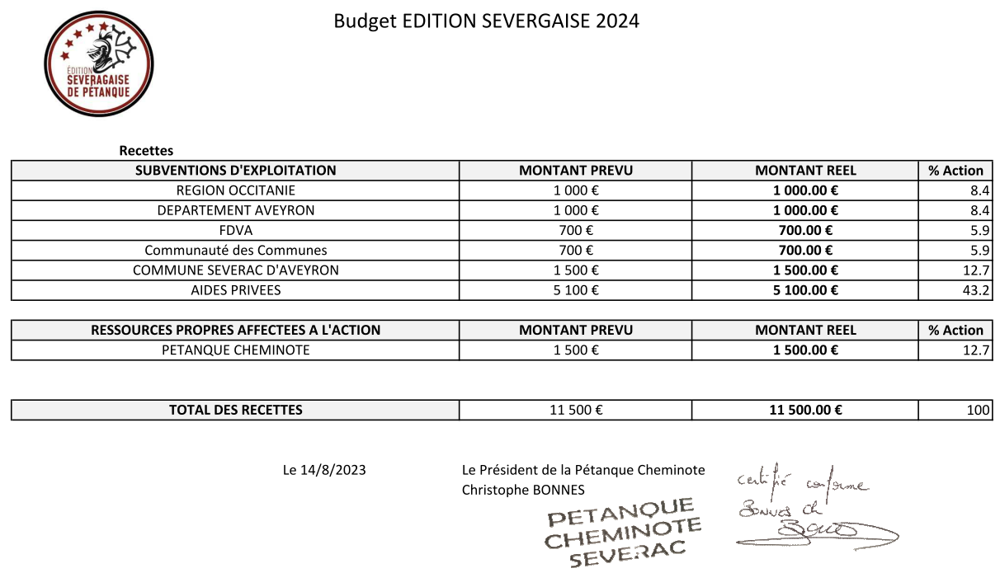 Budget EDITION SEVERGAISE 2024
ÉDITION
SEVERAGAISE
DE PÉTANQUE
Recettes
SUBVENTIONS D'EXPLOITATION MONTANT PREVU MONTANT REEL % Action
REGION OCCITANIE 1 000 € 1 000.00 € 8.4
DEPARTEMENT AVEYRON 1 000 € 1 000.00 € 8.4
FDVA 700 € 700.00 € 5.9
Communauté des Communes 700 € 700.00 € 5.9
COMMUNE SEVERAC D'AVEYRON 1 500 € 1 500.00 € 12.7
AIDES PRIVEES 5 100 € 5 100.00 € 43.2
RESSOURCES PROPRES AFFECTEES A L'ACTION MONTANT PREVU MONTANT REEL % Action
PETANQUE CHEMINOTE 1 500 € 1 500.00 € 12.7
TOTAL DES RECETTES 11 500 € 11 500.00 € 100
Le 14/8/2023 Le Président de la Pétanque Cheminote
Christophe BONNES
certifié conforme
BONNES Ch
PETANQUE
CHEMINOTE
SEVERAC